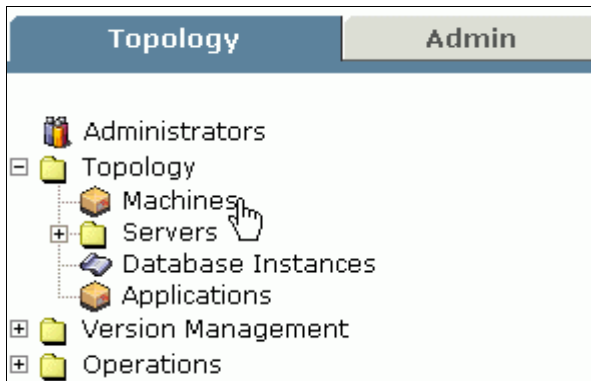 Topology Admin
Administrators
Topology
Machines
Servers
Database Instances
Applications
Version Management
Operations